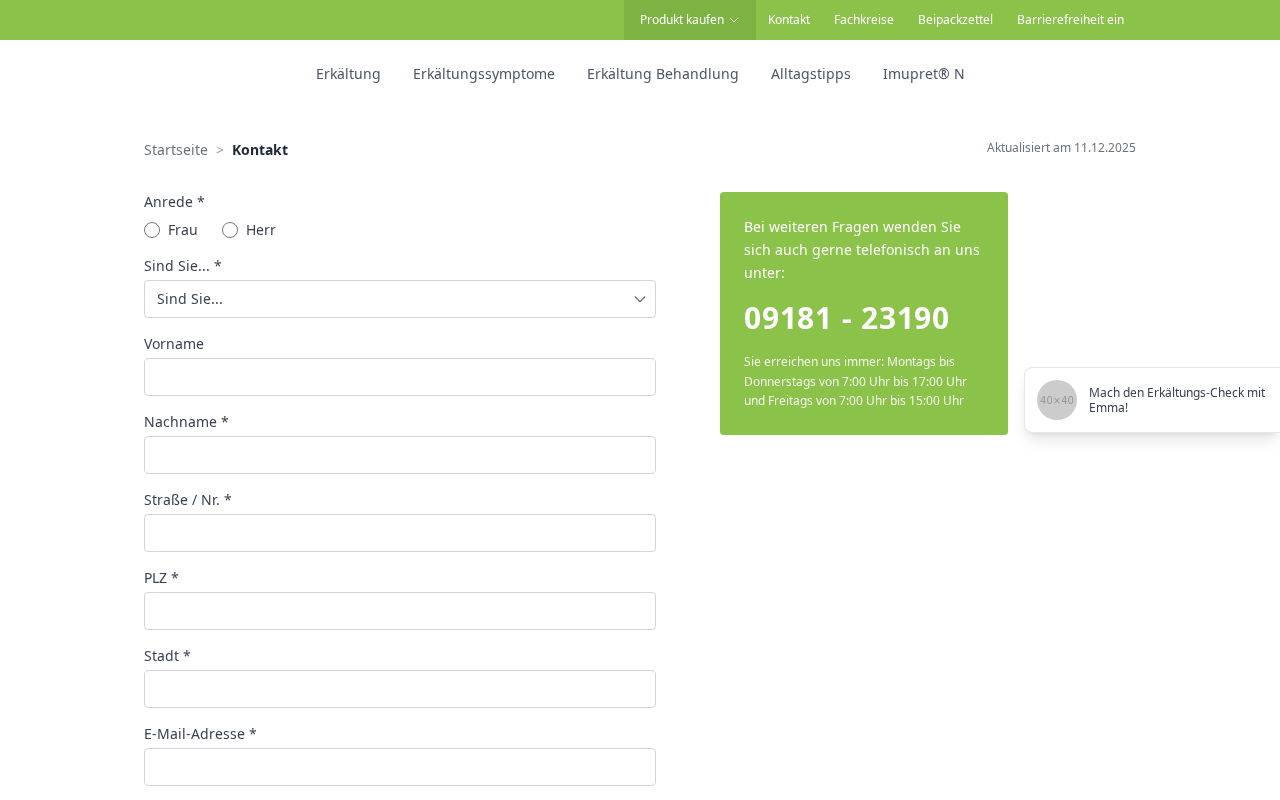 Produkt kaufen
Kontakt
Fachkreise
Beipackzettel
Barrierefreiheit ein
Erkältung
Erkältungssymptome
Erkältung Behandlung
Alltagstipps
Imupret® N
Startseite > Kontakt
Aktualisiert am 11.12.2025
Anrede *
Frau
Herr
Sind Sie... *
Sind Sie...
Vorname
Nachname *
Straße / Nr. *
PLZ *
Stadt *
E-Mail-Adresse *
Bei weiteren Fragen wenden Sie
sich auch gerne telefonisch an uns
unter:
09181 - 23190
Sie erreichen uns immer: Montags bis
Donnerstags von 7:00 Uhr bis 17:00 Uhr
und Freitags von 7:00 Uhr bis 15:00 Uhr
40×40
Mach den Erkältungs-Check mit
Emma!